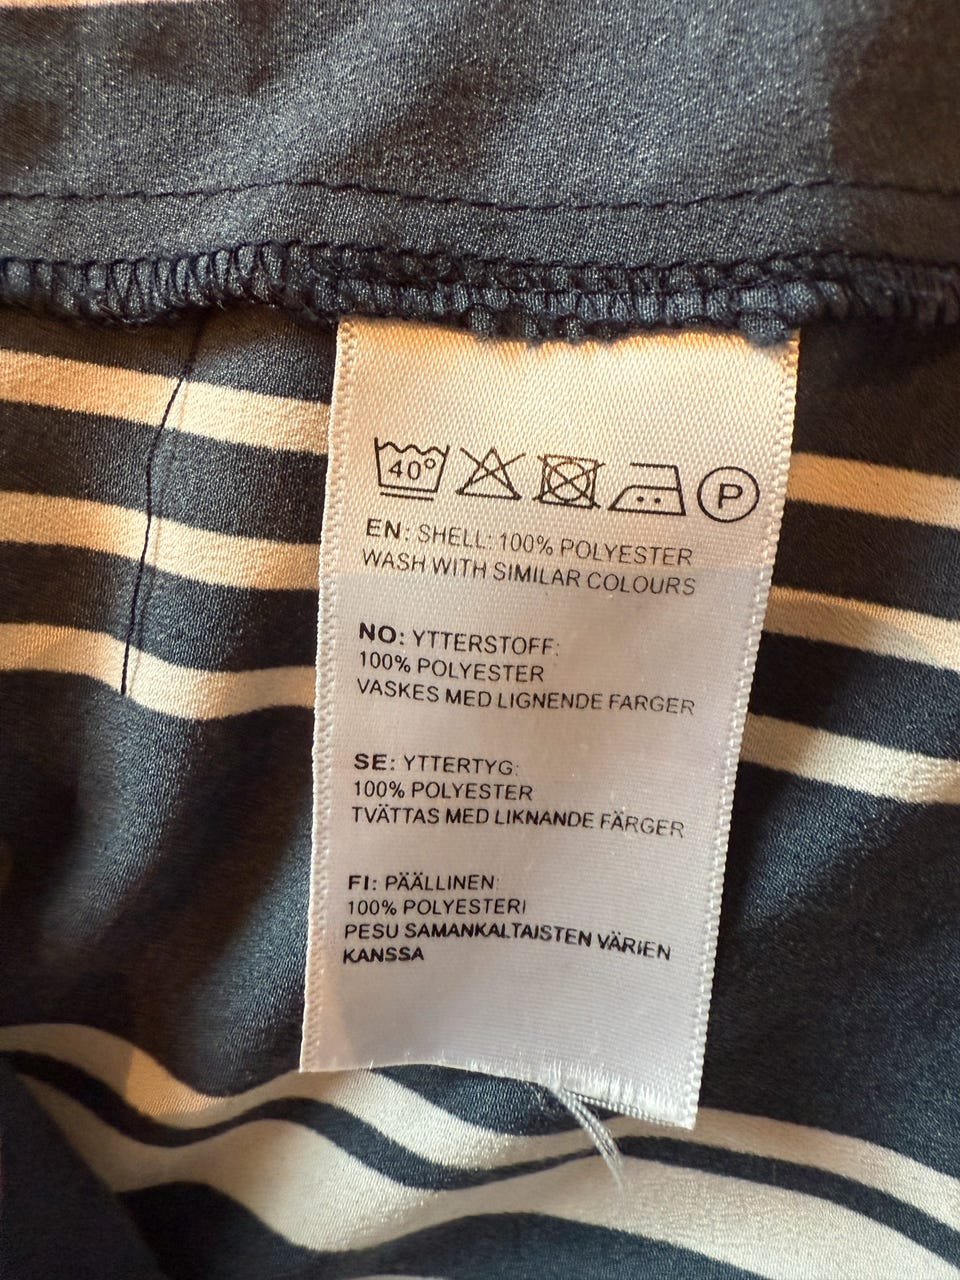 40°
P
EN: SHELL: 100% POLYESTER
WASH WITH SIMILAR COLOURS
NO: YTTERSTOFF:
100% POLYESTER
VASKES MED LIGNENDE FARGER
SE: YTTERTYG:
100% POLYESTER
TVÄTTAS MED LIKNANDE FÄRGER
FI: PÄÄLLINEN:
100% POLYESTERI
PESU SAMANKALTAISTEN VÄRIEN
KANSSA